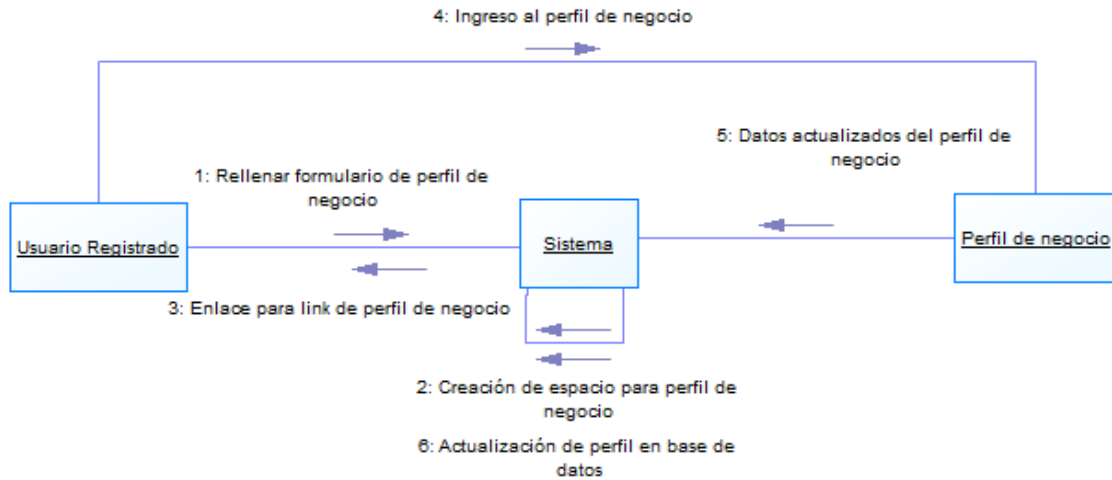 4: Ingreso al perfil de negocio
5: Datos actualizados del perfil de
negocio
1: Rellenar formulario de perfil de
negocio
Usuario Registrado
Sistema
Perfil de negocio
3: Enlace para link de perfil de negocio
2: Creación de espacio para perfil de
negocio
6: Actualización de perfil en base de
datos